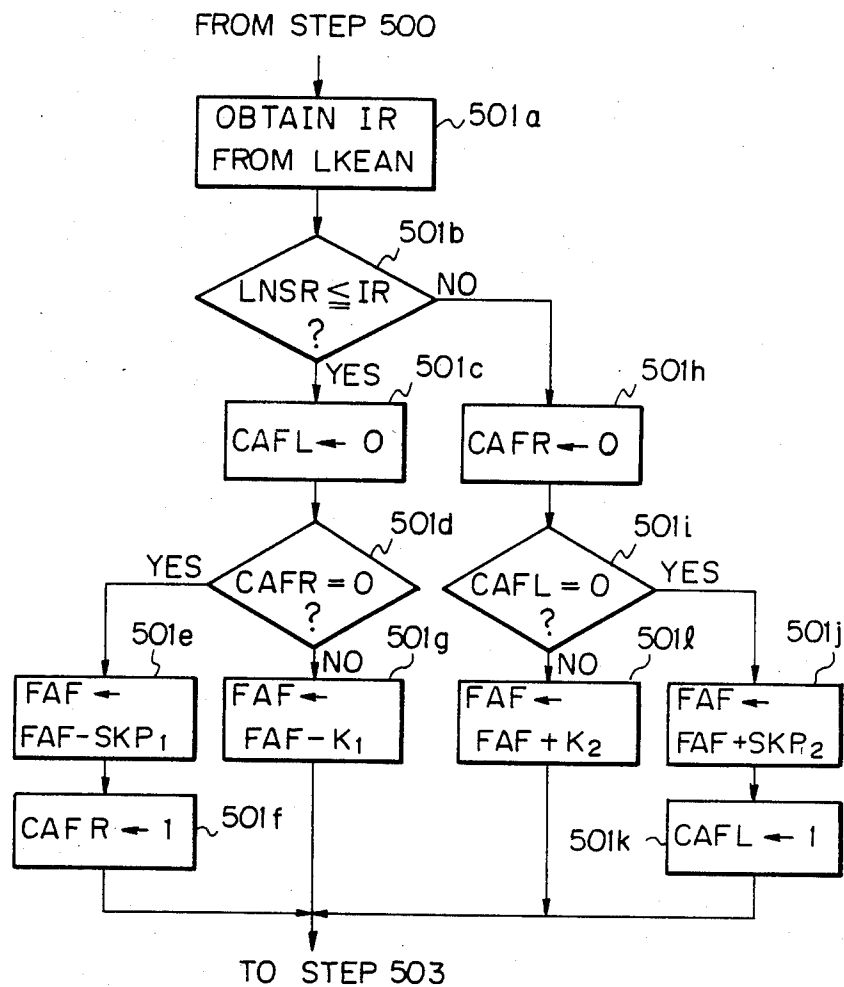 FROM STEP 500
OBTAIN IR
FROM LKEAN
501a
501b
LNSR ≦ IR
?
NO
YES
501c
CAFL ← 0
501h
CAFR ← 0
501d
CAFR = 0
?
YES
NO
501i
CAFL = 0
?
YES
NO
501e
FAF ←
FAF-SKP₁
501g
FAF ←
FAF-K₁
501l
FAF ←
FAF+K₂
501j
FAF ←
FAF+SKP₂
CAFR ← 1
501f
501k
CAFL ← 1
TO STEP 503